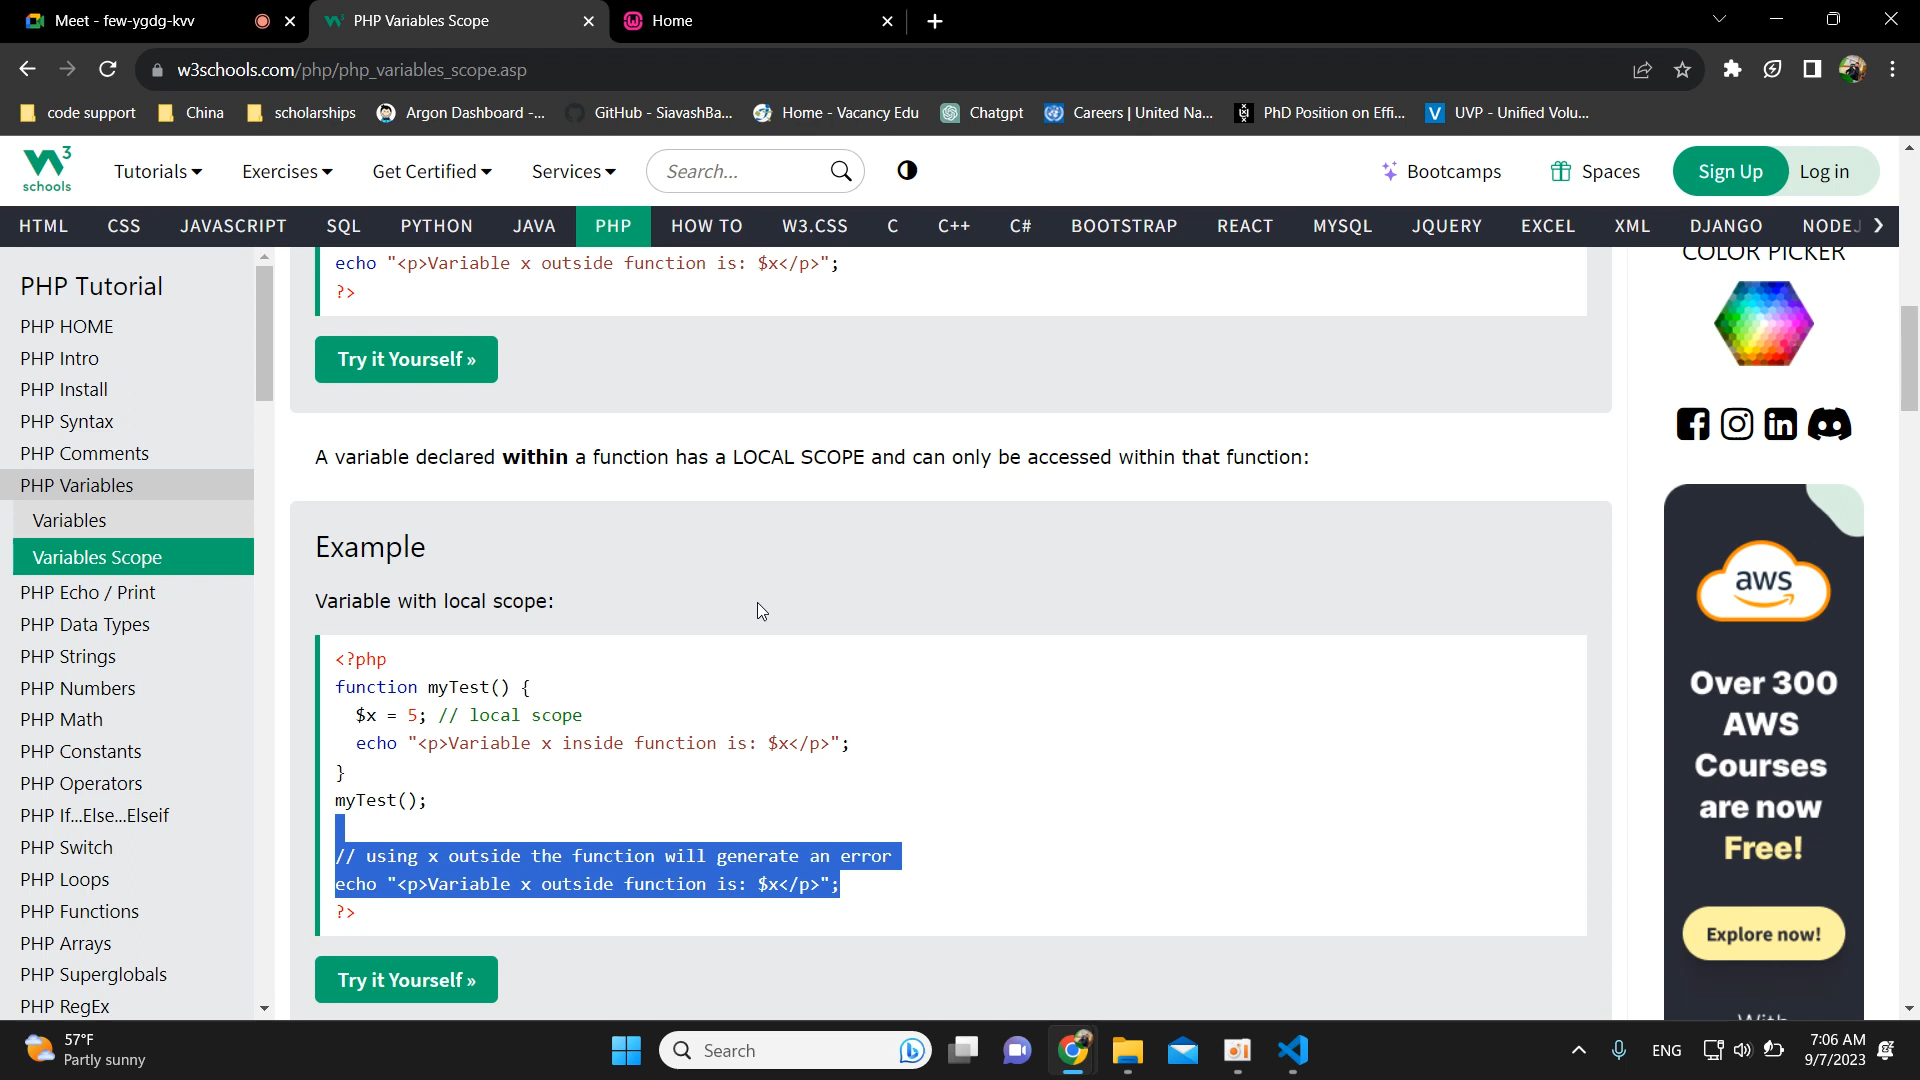 Meet - few-ygdg-kvv
PHP Variables Scope
Home
w3schools.com/php/php_variables_scope.asp
code support
China
scholarships
Argon Dashboard -...
GitHub - SiavashBa...
Home - Vacancy Edu
Chatgpt
Careers | United Na...
PhD Position on Effi...
UVP - Unified Volu...
W3 schools
Tutorials
Exercises
Get Certified
Services
Search...
Bootcamps
Spaces
Sign Up
Log in
HTML
CSS
JAVASCRIPT
SQL
PYTHON
JAVA
PHP
HOW TO
W3.CSS
C
C++
C#
BOOTSTRAP
REACT
MYSQL
JQUERY
EXCEL
XML
DJANGO
NODEJ
PHP Tutorial
PHP HOME
PHP Intro
PHP Install
PHP Syntax
PHP Comments
PHP Variables
Variables
Variables Scope
PHP Echo / Print
PHP Data Types
PHP Strings
PHP Numbers
PHP Math
PHP Constants
PHP Operators
PHP If...Else...Elseif
PHP Switch
PHP Loops
PHP Functions
PHP Arrays
PHP Superglobals
PHP RegEx
echo "<p>Variable x outside function is: $x</p>";
?>
Try it Yourself »
A variable declared within a function has a LOCAL SCOPE and can only be accessed within that function:
Example
Variable with local scope:
<?php
function myTest() {
  $x = 5; // local scope
  echo "<p>Variable x inside function is: $x</p>";
}
myTest();
// using x outside the function will generate an error
echo "<p>Variable x outside function is: $x</p>";
?>
Try it Yourself »
COLOR PICKER
aws
Over 300
AWS
Courses
are now
Free!
Explore now!
With
57°F
Partly sunny
Search
ENG
7:06 AM
9/7/2023